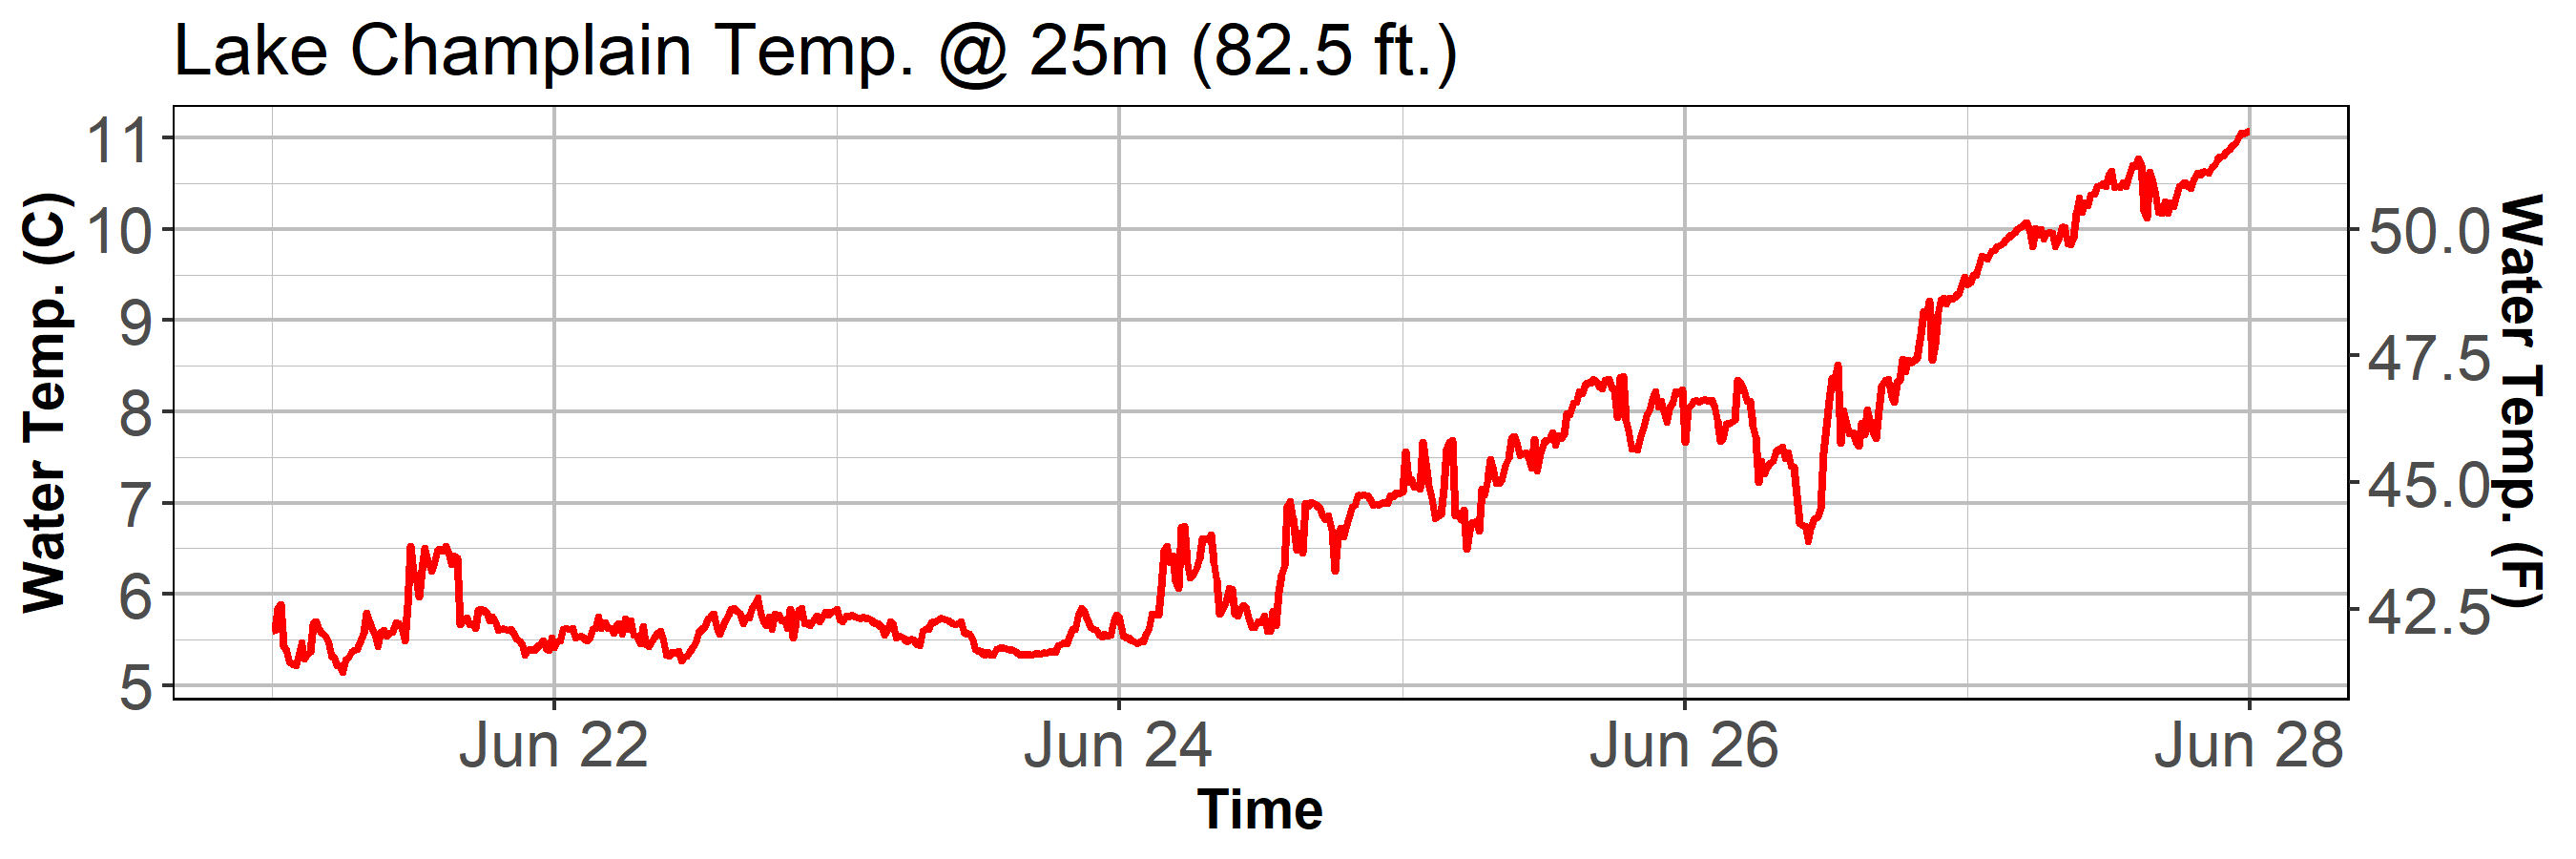 Lake Champlain Temp. @ 25m (82.5 ft.)
Water Temp. (C)
11
10
9
8
7
6
5
50.0
47.5
45.0
42.5
Water Temp. (F)
Jun 22 Jun 24 Jun 26 Jun 28
Time